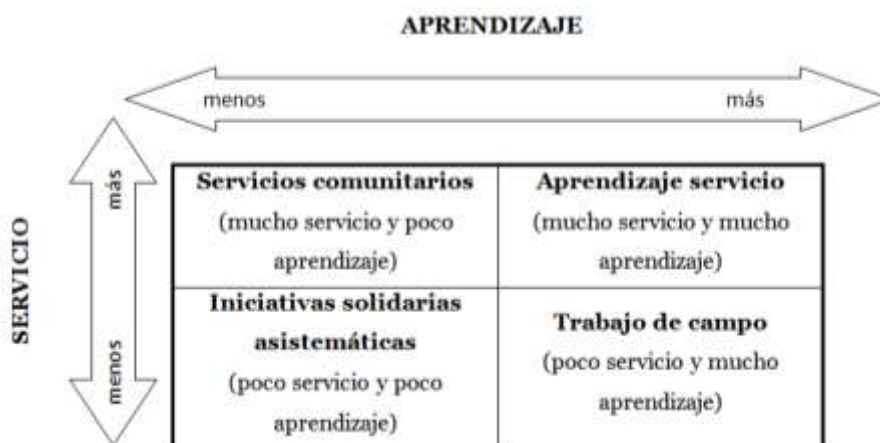 APRENDIZAJE
menos
más
SERVICIO
más
menos
Servicios comunitarios
(mucho servicio y poco
aprendizaje)
Aprendizaje servicio
(mucho servicio y mucho
aprendizaje)
Iniciativas solidarias
asistemáticas
(poco servicio y poco
aprendizaje)
Trabajo de campo
(poco servicio y mucho
aprendizaje)